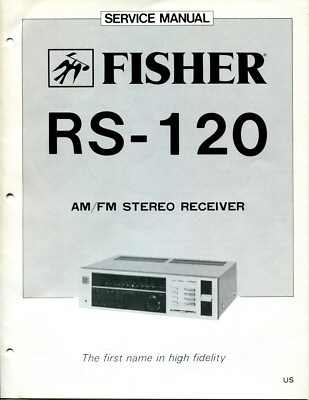 SERVICE MANUAL
FISHER®
RS-120
AM/FM STEREO RECEIVER
The first name in high fidelity
US